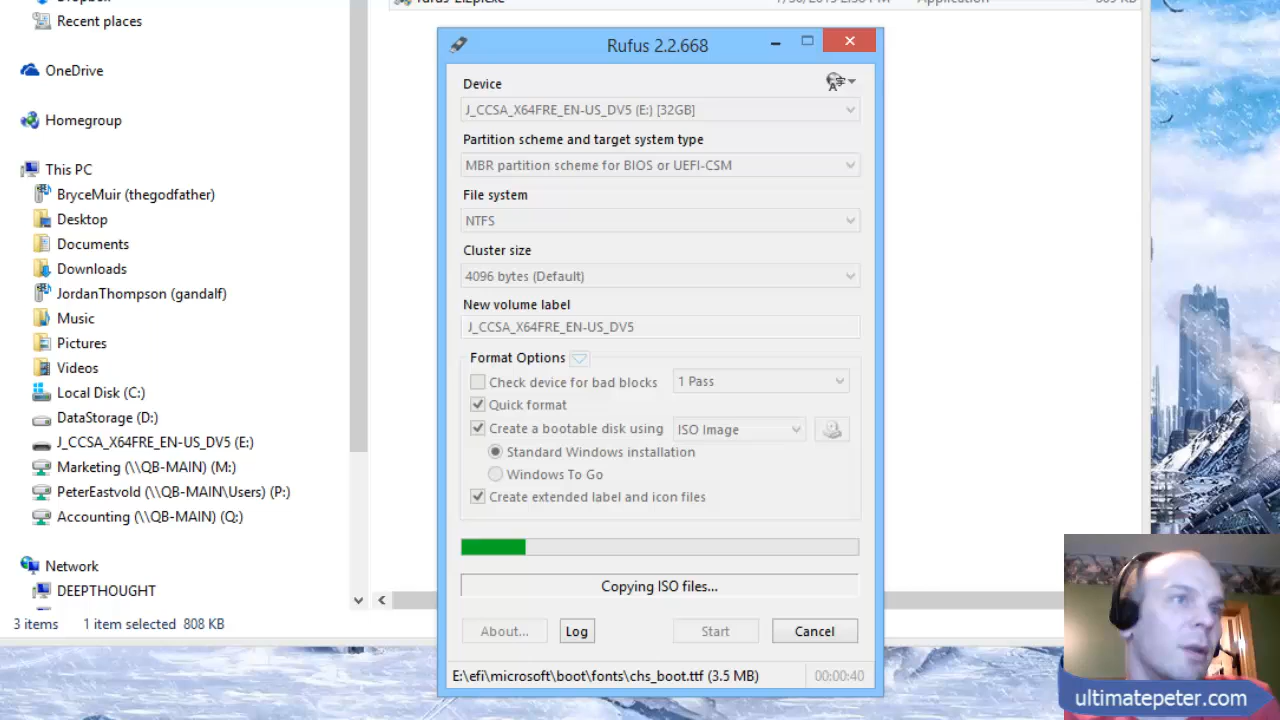 Recent places
OneDrive
Homegroup
This PC
BryceMuir (thegodfather)
Desktop
Documents
Downloads
JordanThompson (gandalf)
Music
Pictures
Videos
Local Disk (C:)
DataStorage (D:)
J_CCSA_X64FRE_EN-US_DV5 (E:)
Marketing (\\QB-MAIN) (M:)
PeterEastvold (\\QB-MAIN\Users) (P:)
Accounting (\\QB-MAIN) (Q:)
Network
DEEPTHOUGHT
3 items 1 item selected 808 KB
Rufus 2.2.668
Device
J_CCSA_X64FRE_EN-US_DV5 (E:) [32GB]
Partition scheme and target system type
MBR partition scheme for BIOS or UEFI-CSM
File system
NTFS
Cluster size
4096 bytes (Default)
New volume label
J_CCSA_X64FRE_EN-US_DV5
Format Options
Check device for bad blocks 1 Pass
Quick format
Create a bootable disk using ISO Image
Standard Windows installation
Windows To Go
Create extended label and icon files
Copying ISO files...
About... Log Start Cancel
E:\efi\microsoft\boot\fonts\chs_boot.ttf (3.5 MB) 00:00:40
ultimatepeter.com